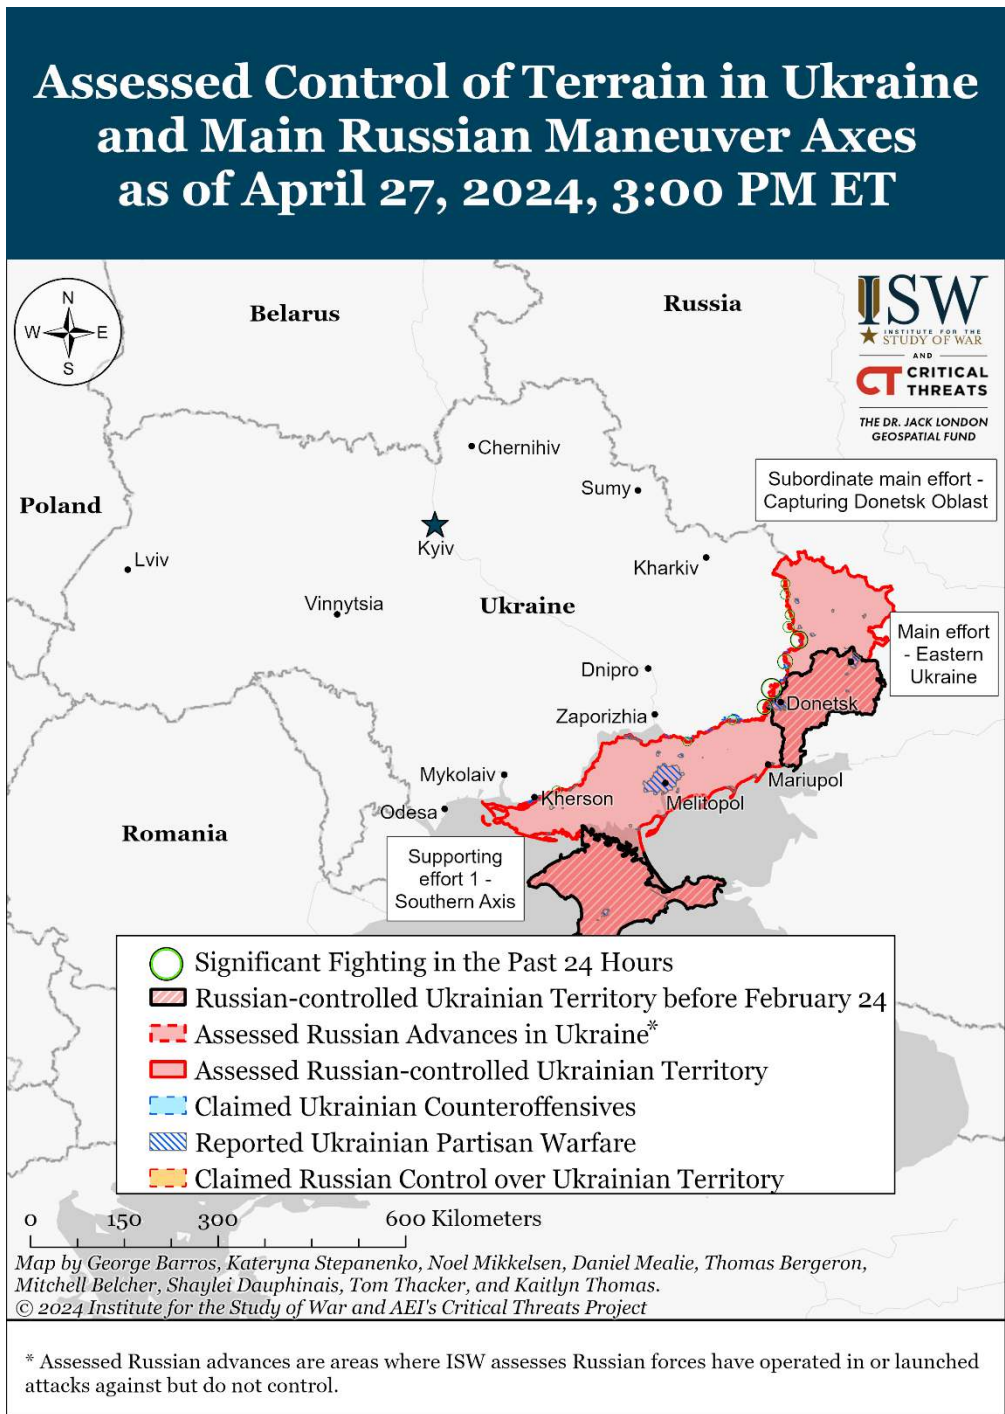 Assessed Control of Terrain in Ukraine
and Main Russian Maneuver Axes
as of April 27, 2024, 3:00 PM ET
N
W
E
S
Belarus
Russia
ISW
INSTITUTE FOR THE
STUDY OF WAR
AND
CT CRITICAL
THREATS
THE DR. JACK LONDON
GEOSPATIAL FUND
Chernihiv
Subordinate main effort -
Capturing Donetsk Oblast
Sumy
Poland
Kyiv
Lviv
Kharkiv
Vinnytsia
Ukraine
Main effort
- Eastern
Ukraine
Dnipro
Donetsk
Zaporizhia
Mykolaiv
Mariupol
Kherson
Melitopol
Odesa
Romania
Supporting
effort 1 -
Southern Axis
Significant Fighting in the Past 24 Hours
Russian-controlled Ukrainian Territory before February 24
Assessed Russian Advances in Ukraine*
Assessed Russian-controlled Ukrainian Territory
Claimed Ukrainian Counteroffensives
Reported Ukrainian Partisan Warfare
Claimed Russian Control over Ukrainian Territory
0 150 300 600 Kilometers
Map by George Barros, Kateryna Stepanenko, Noel Mikkelsen, Daniel Mealie, Thomas Bergeron,
Mitchell Belcher, Shaylei Dauphinais, Tom Thacker, and Kaitlyn Thomas.
© 2024 Institute for the Study of War and AEI's Critical Threats Project
* Assessed Russian advances are areas where ISW assesses Russian forces have operated in or launched
attacks against but do not control.